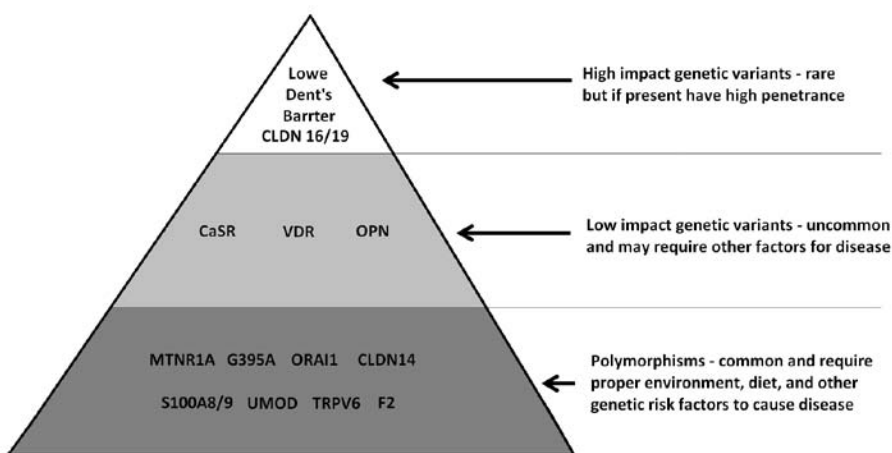 Lowe
Dent's
Barrter
CLDN 16/19
High impact genetic variants - rare
but if present have high penetrance
CaSR VDR OPN
Low impact genetic variants - uncommon
and may require other factors for disease
MTNR1A G395A ORAI1 CLDN14
S100A8/9 UMOD TRPV6 F2
Polymorphisms - common and require
proper environment, diet, and other
genetic risk factors to cause disease